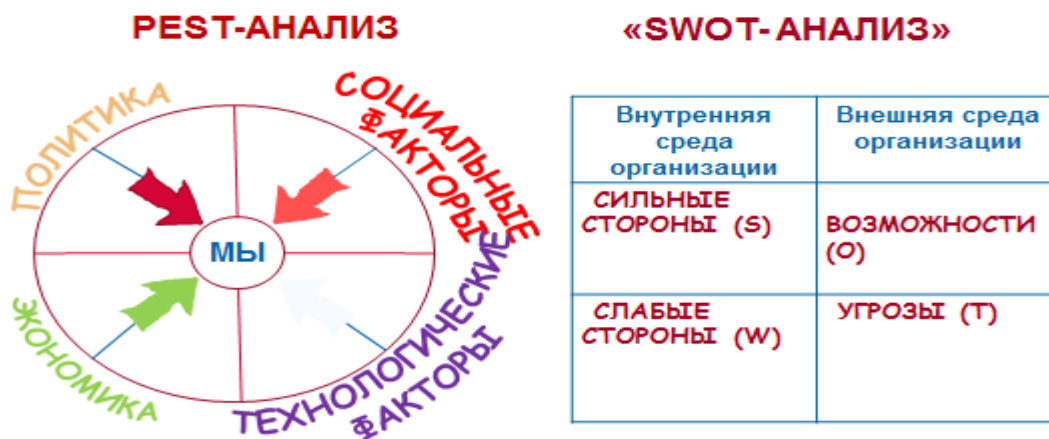 PEST-АНАЛИЗ
ПОЛИТИКА
СОЦИАЛЬНЫЕ
ФАКТОРЫ
МЫ
ЭКОНОМИКА
ТЕХНОЛОГИЧЕСКИЕ
ФАКТОРЫ
«SWOT- АНАЛИЗ»
Внутренняя
среда
организации
Внешняя среда
организации
СИЛЬНЫЕ
СТОРОНЫ (S)
ВОЗМОЖНОСТИ
(O)
СЛАБЫЕ
СТОРОНЫ (W)
УГРОЗЫ (T)